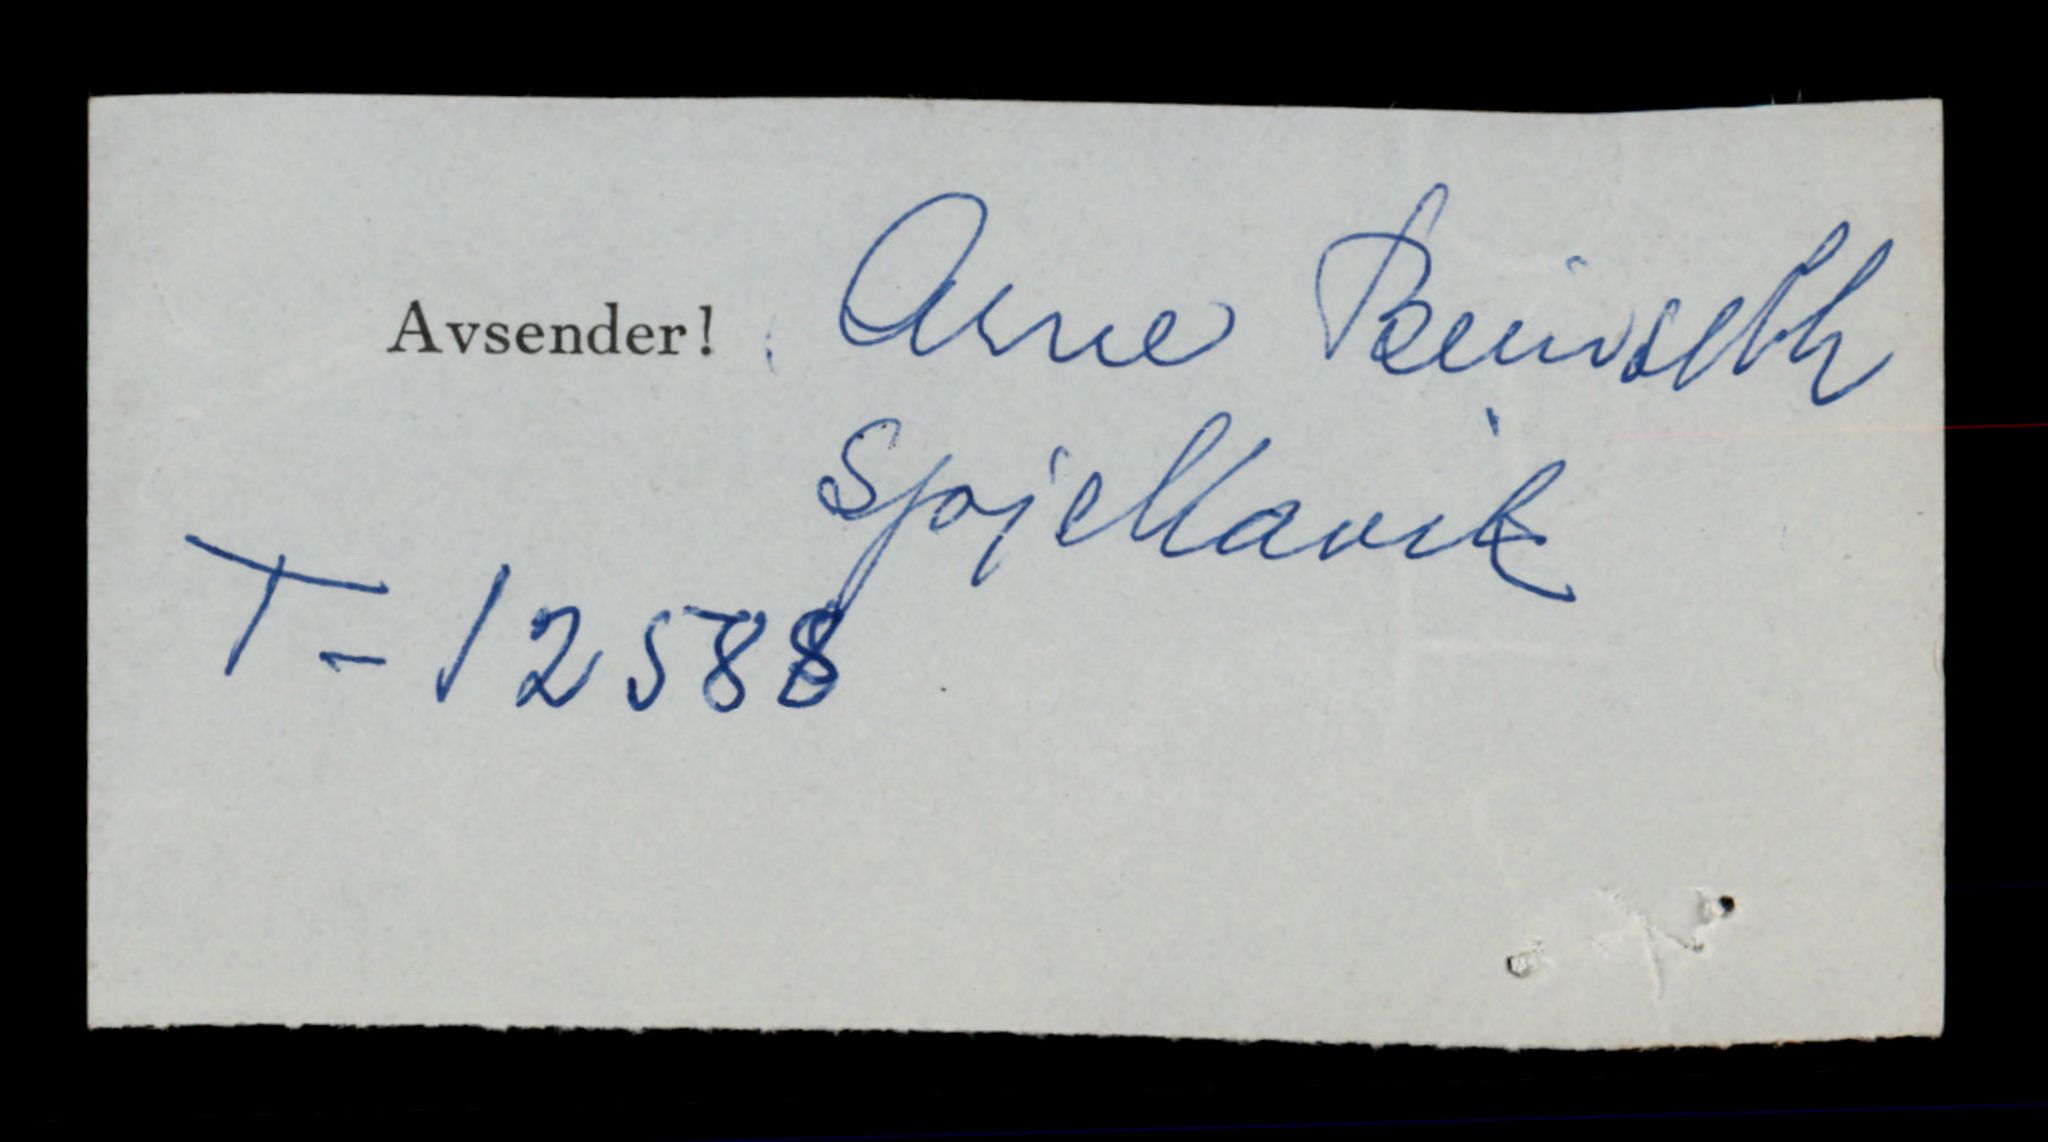 Avsender! Arne Reinseth
Spjelkavik
T-12588